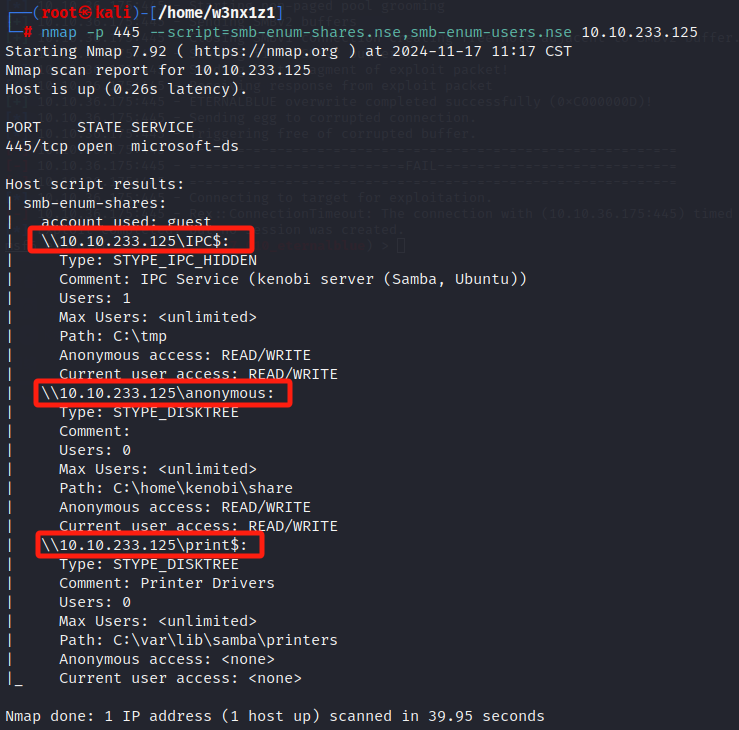 ┌──(root㉿kali)-[/home/w3nx1z1]
└─# nmap -p 445 --script=smb-enum-shares.nse,smb-enum-users.nse 10.10.233.125
Starting Nmap 7.92 ( https://nmap.org ) at 2024-11-17 11:17 CST
Nmap scan report for 10.10.233.125
Host is up (0.26s latency).

PORT    STATE SERVICE
445/tcp open  microsoft-ds

Host script results:
| smb-enum-shares:
|   account used: guest
|   \\10.10.233.125\IPC$:
|     Type: STYPE_IPC_HIDDEN
|     Comment: IPC Service (kenobi server (Samba, Ubuntu))
|     Users: 1
|     Max Users: <unlimited>
|     Path: C:\tmp
|     Anonymous access: READ/WRITE
|     Current user access: READ/WRITE
|   \\10.10.233.125\anonymous:
|     Type: STYPE_DISKTREE
|     Comment:
|     Users: 0
|     Max Users: <unlimited>
|     Path: C:\home\kenobi\share
|     Anonymous access: READ/WRITE
|     Current user access: READ/WRITE
|   \\10.10.233.125\print$:
|     Type: STYPE_DISKTREE
|     Comment: Printer Drivers
|     Users: 0
|     Max Users: <unlimited>
|     Path: C:\var\lib\samba\printers
|     Anonymous access: <none>
|_    Current user access: <none>

Nmap done: 1 IP address (1 host up) scanned in 39.95 seconds